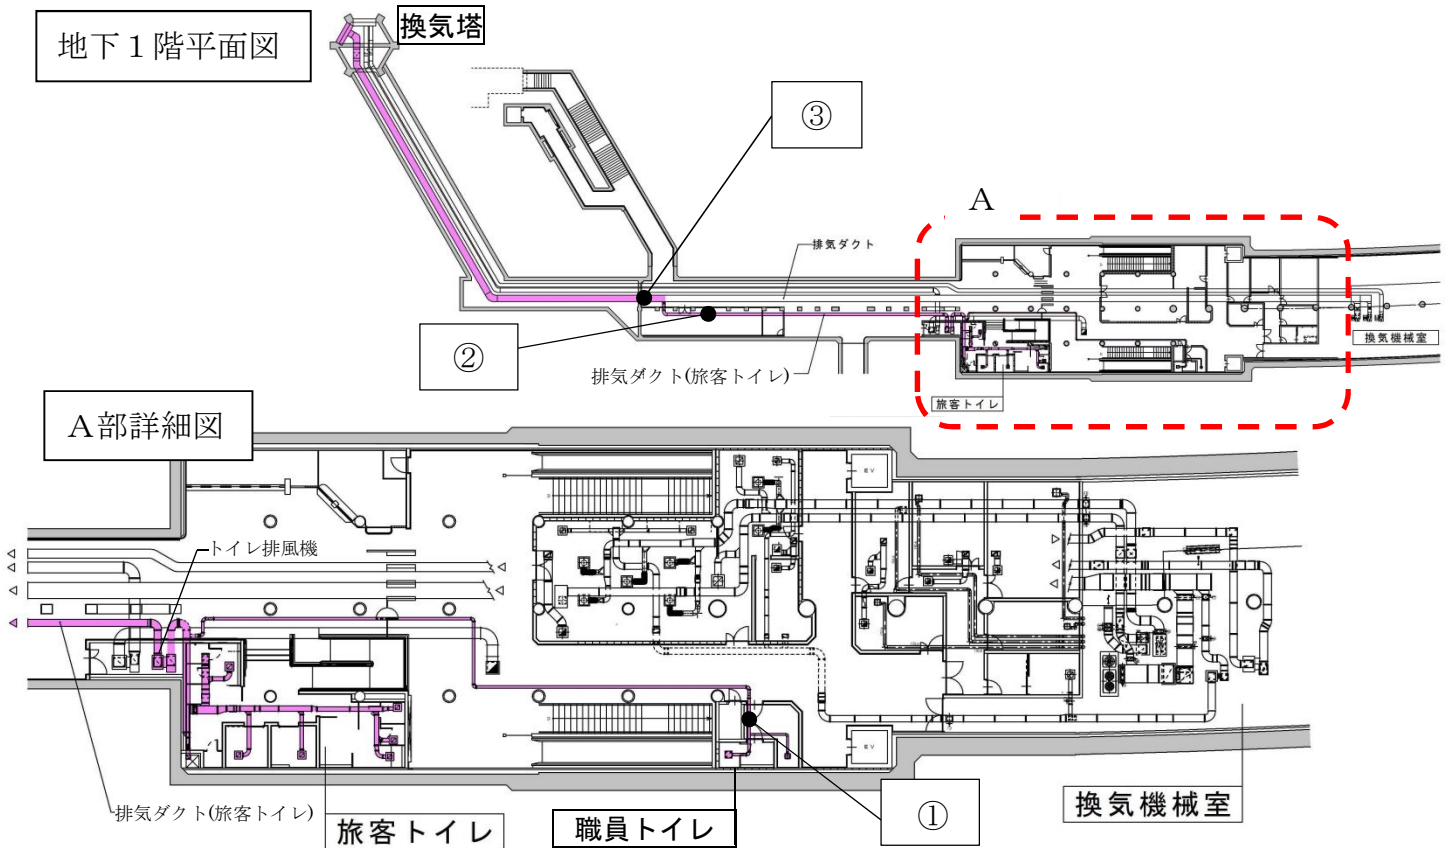 地下１階平面図
換気塔
③
A
排気ダクト
②
排気ダクト(旅客トイレ)
換気機械室
旅客トイレ
A部詳細図
EV
トイレ排風機
排気ダクト(旅客トイレ)
旅客トイレ
職員トイレ
EV
①
換気機械室